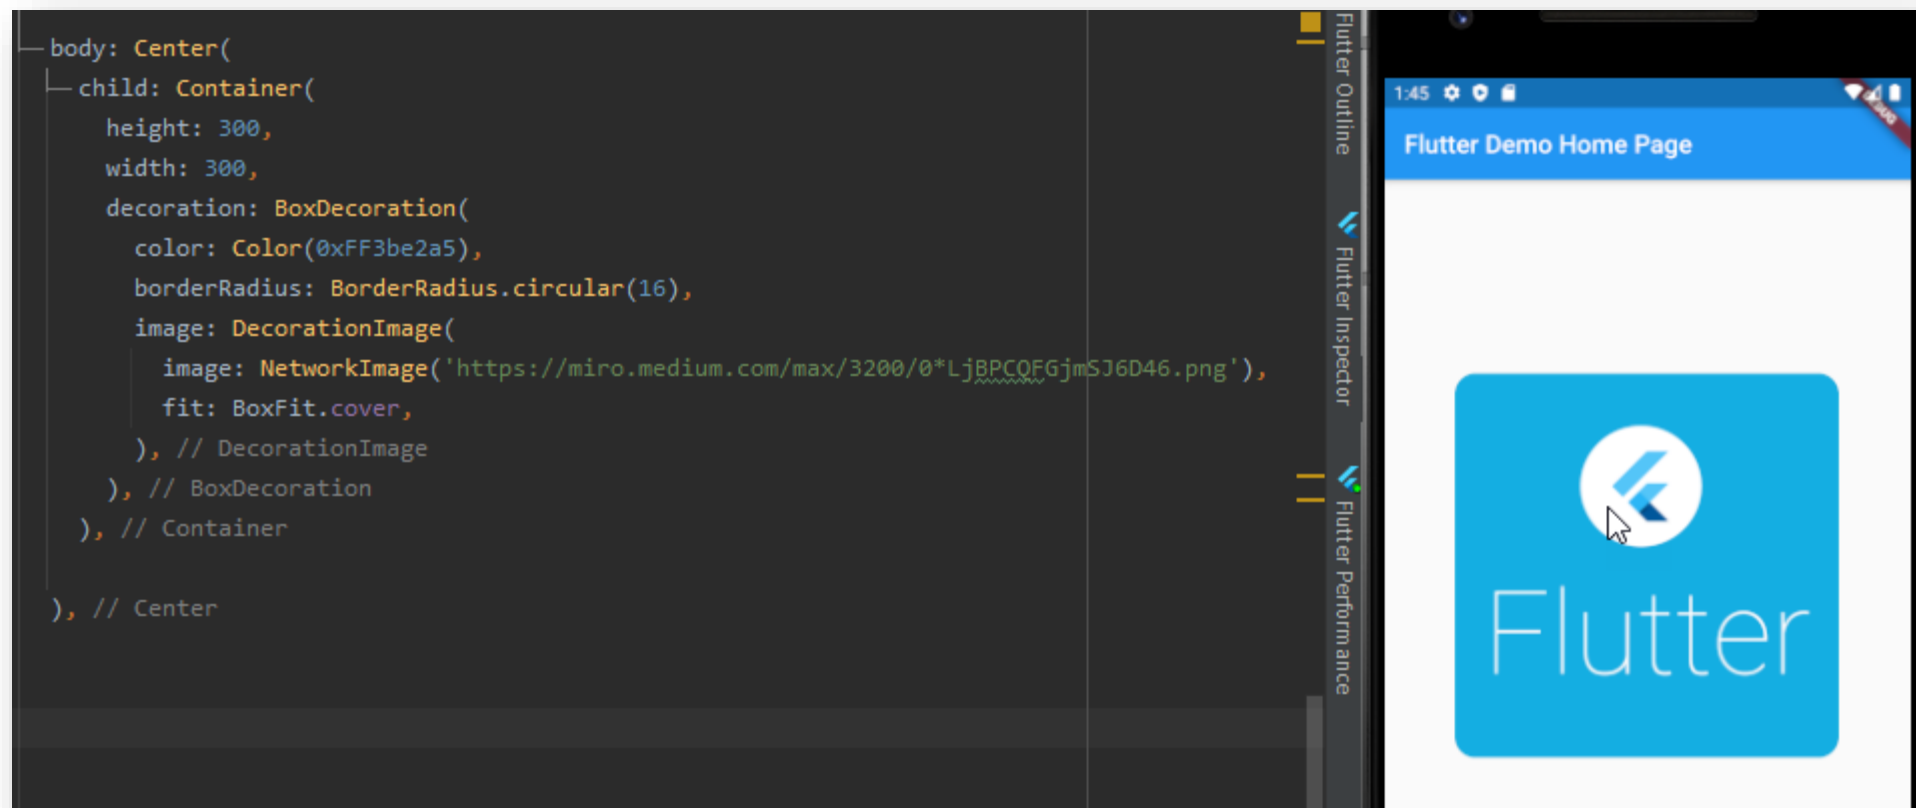 body: Center(
child: Container(
height: 300,
width: 300,
decoration: BoxDecoration(
color: Color(0xFF3be2a5),
borderRadius: BorderRadius.circular(16),
image: DecorationImage(
image: NetworkImage('https://miro.medium.com/max/3200/0*LjBPCQFGjmSJ6D46.png'),
fit: BoxFit.cover,
), // DecorationImage
), // BoxDecoration
), // Container
), // Center
Flutter Outline
Flutter Inspector
Flutter Performance
1:45
DEBUG
Flutter Demo Home Page
Flutter